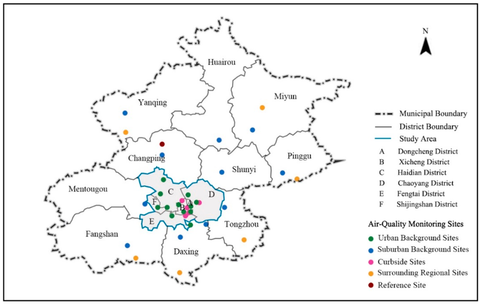 N
Huairou
Yanqing
Miyun
Changping
Pinggu
Shunyi
Mentougou
C
D
F
E
Tongzhou
Fangshan
Daxing
Municipal Boundary
District Boundary
Study Area
A Dongcheng District
B Xicheng District
C Haidian District
D Chaoyang District
E Fengtai District
F Shijingshan District
Air-Quality Monitoring Sites
Urban Background Sites
Suburban Background Sites
Curbside Sites
Surrounding Regional Sites
Reference Site